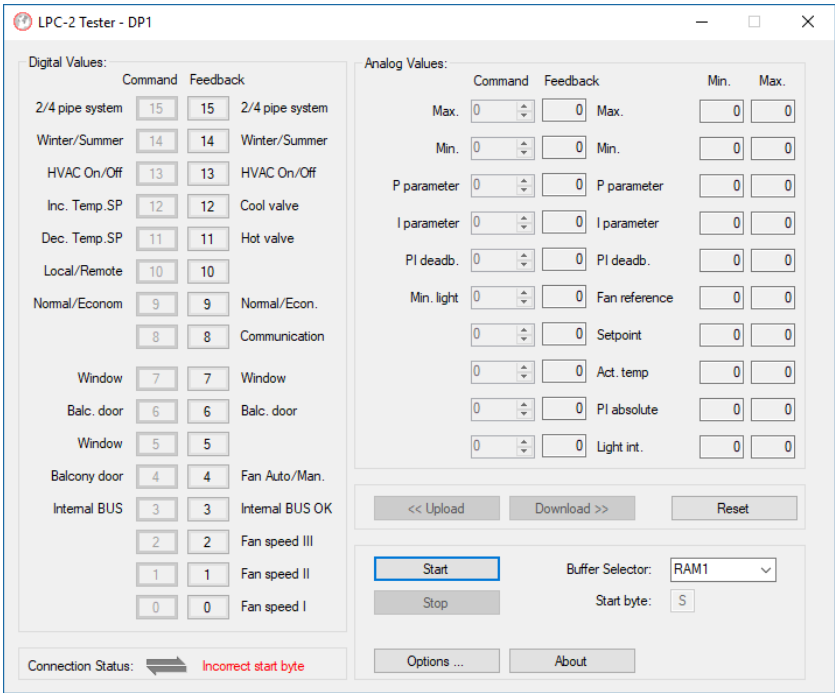 LPC-2 Tester - DP1
Digital Values:
Command Feedback
2/4 pipe system 15 15 2/4 pipe system
Winter/Summer 14 14 Winter/Summer
HVAC On/Off 13 13 HVAC On/Off
Inc. Temp.SP 12 12 Cool valve
Dec. Temp.SP 11 11 Hot valve
Local/Remote 10 10
Normal/Econom 9 9 Normal/Econ.
8 8 Communication
Window 7 7 Window
Balc. door 6 6 Balc. door
Window 5 5
Balcony door 4 4 Fan Auto/Man.
Internal BUS 3 3 Internal BUS OK
2 2 Fan speed III
1 1 Fan speed II
0 0 Fan speed I
Connection Status: Incorrect start byte
Analog Values:
Command Feedback Min. Max.
Max. 0 0 Max. 0 0
Min. 0 0 Min. 0 0
P parameter 0 0 P parameter 0 0
I parameter 0 0 I parameter 0 0
PI deadb. 0 0 PI deadb. 0 0
Min. light 0 0 Fan reference 0 0
0 0 Setpoint 0 0
0 0 Act. temp 0 0
0 0 PI absolute 0 0
0 0 Light int. 0 0
<< Upload Download >> Reset
Start Buffer Selector: RAM1
Stop Start byte: S
Options ... About